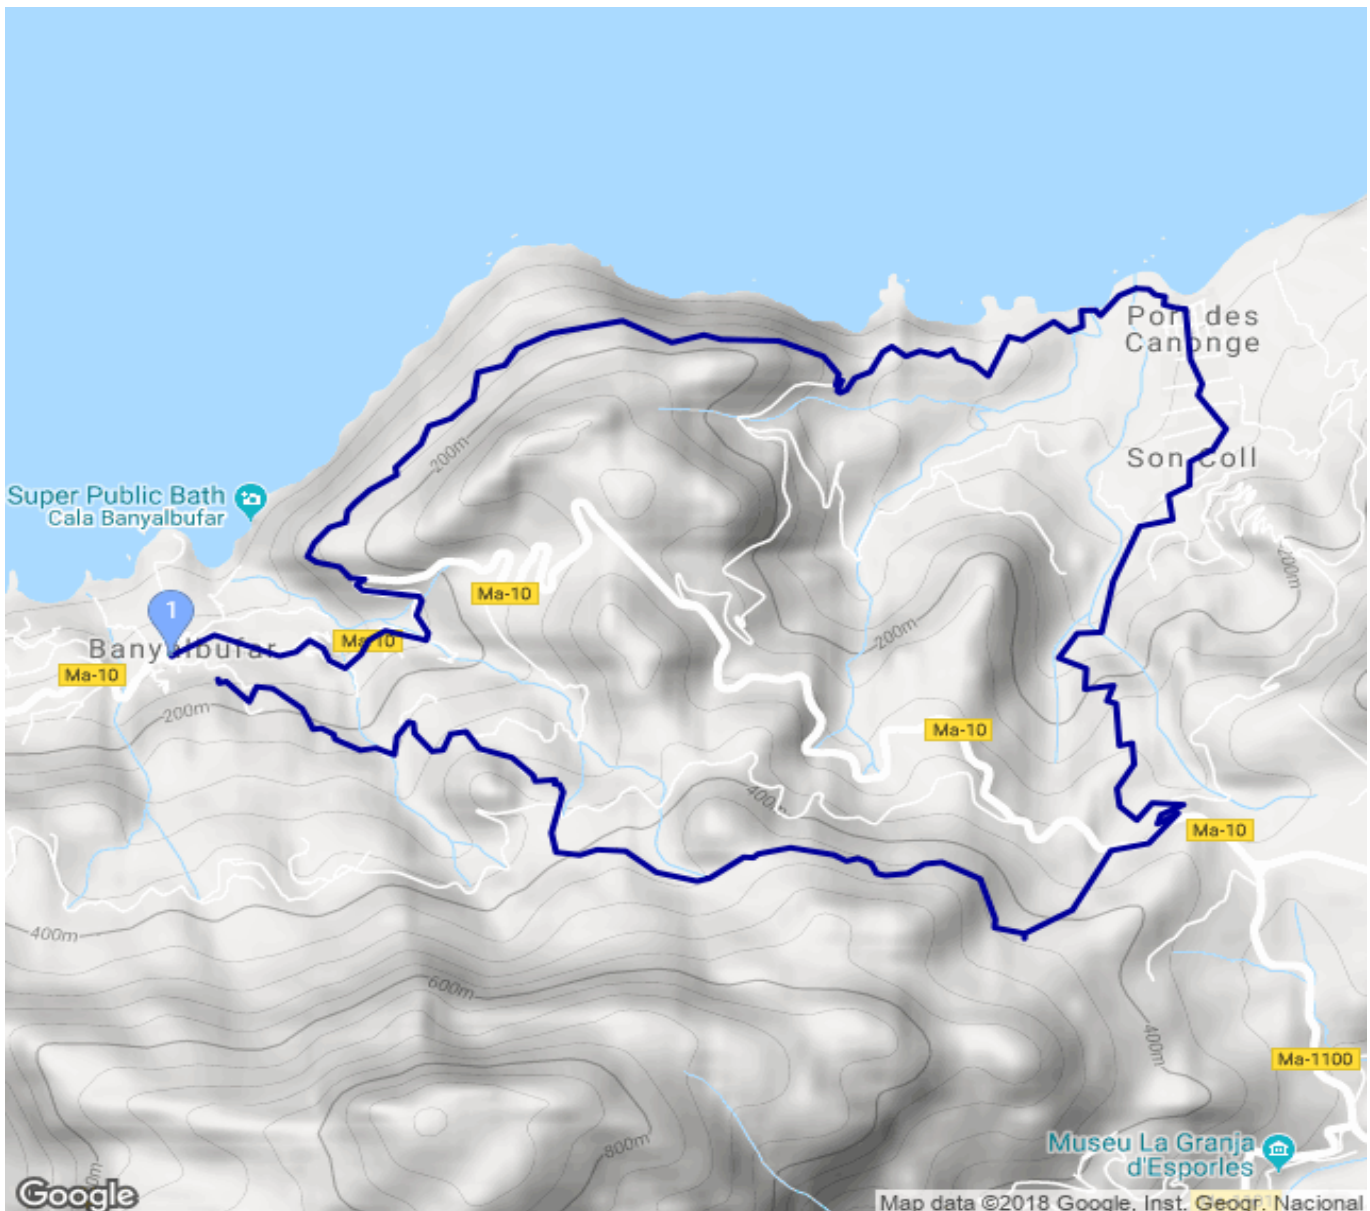 Port des
Canonge
Son Coll
200m
Super Public Bath
Cala Banyalbufar
200m
Ma-10
200m
1
Banyalbufar
Ma-10
Ma-10
200m
Ma-10
400m
Ma-10
400m
600m
400m
Ma-1100
800m
Museu La Granja
d'Esporles
Google
Map data ©2018 Google, Inst. Geogr. Nacional